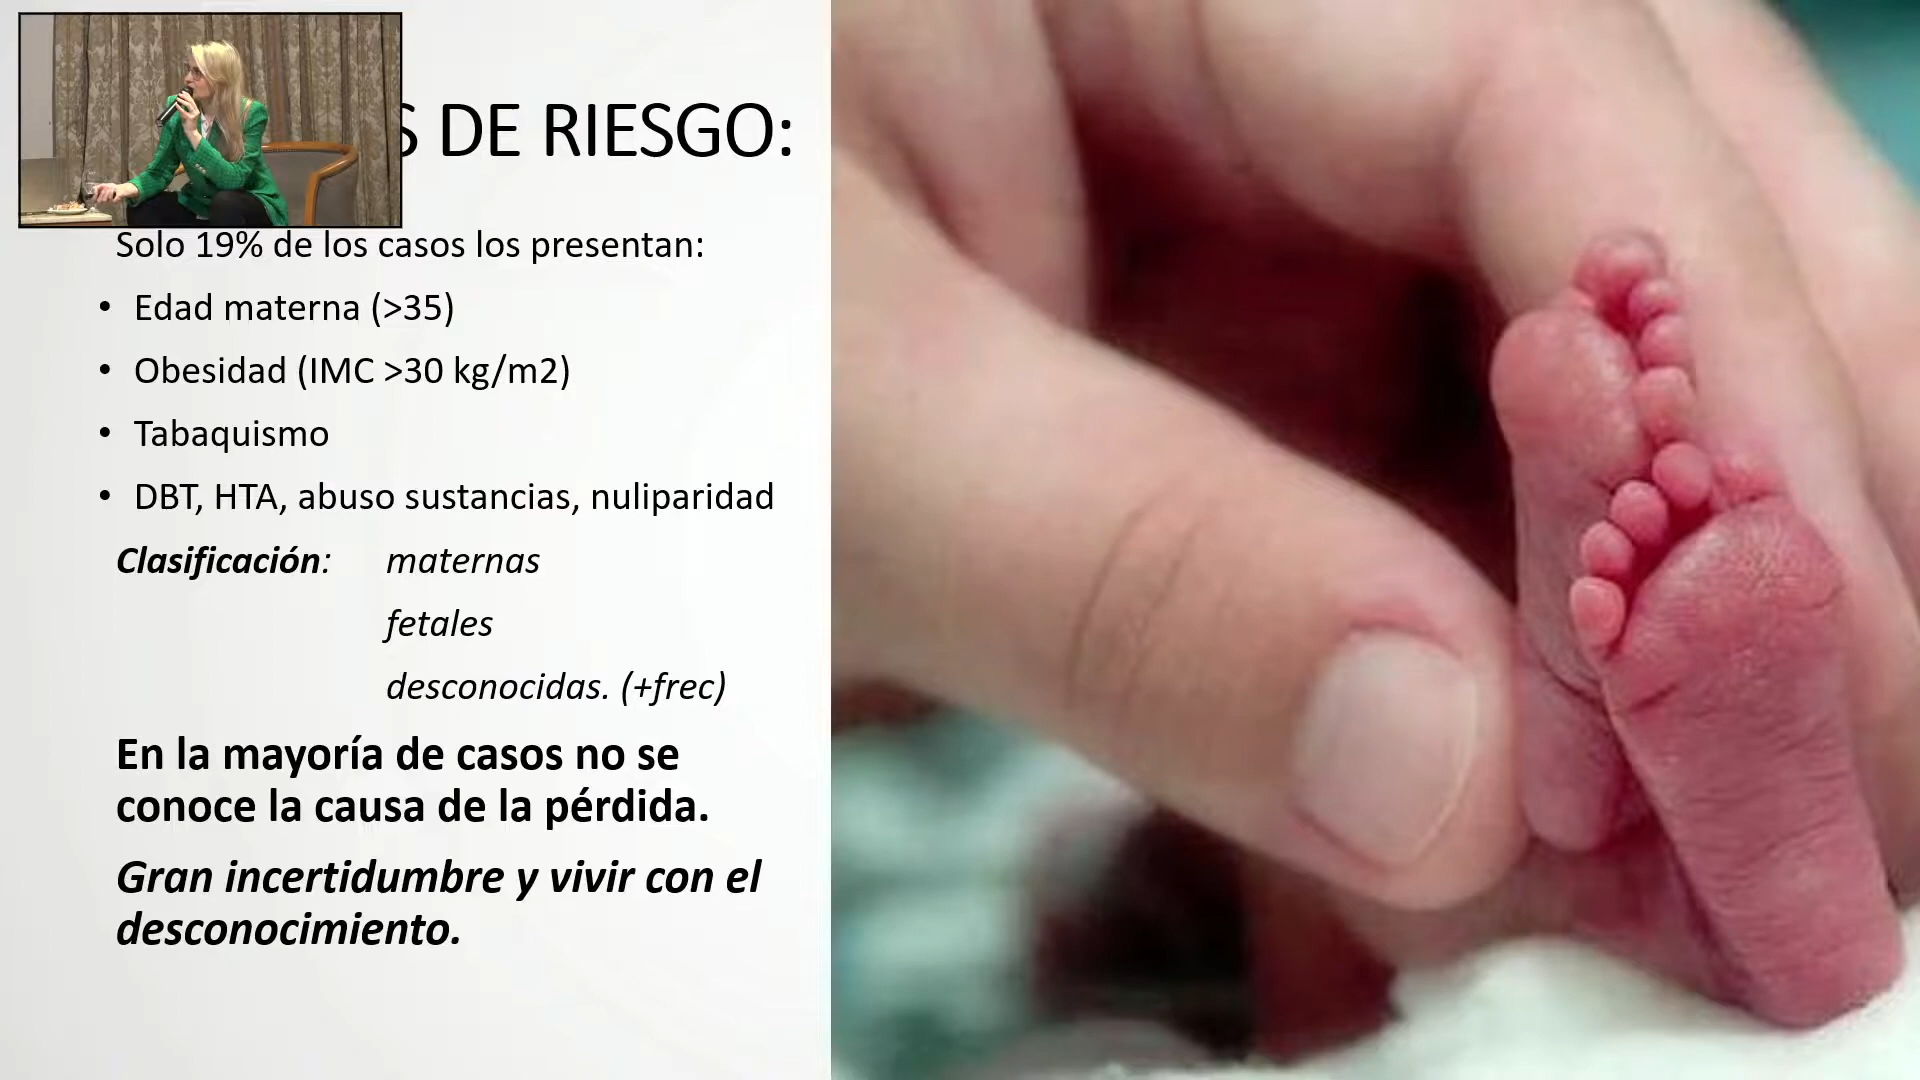 DE RIESGO:
Solo 19% de los casos los presentan:
• Edad materna (>35)
• Obesidad (IMC >30 kg/m2)
• Tabaquismo
• DBT, HTA, abuso sustancias, nuliparidad
Clasificación: maternas
fetales
desconocidas. (+frec)
En la mayoría de casos no se
conoce la causa de la pérdida.
Gran incertidumbre y vivir con el
desconocimiento.